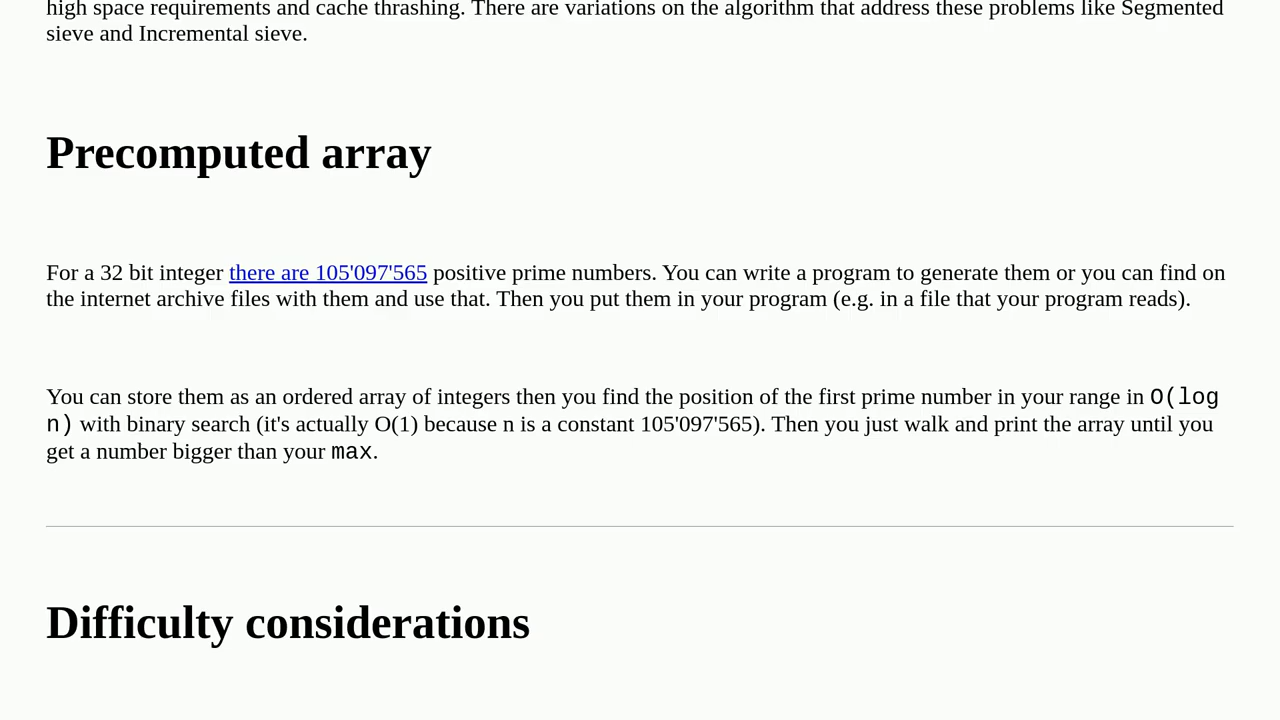 high space requirements and cache thrashing. There are variations on the algorithm that address these problems like Segmented
sieve and Incremental sieve.
Precomputed array
For a 32 bit integer there are 105'097'565 positive prime numbers. You can write a program to generate them or you can find on
the internet archive files with them and use that. Then you put them in your program (e.g. in a file that your program reads).
You can store them as an ordered array of integers then you find the position of the first prime number in your range in O(log
n) with binary search (it's actually O(1) because n is a constant 105'097'565). Then you just walk and print the array until you
get a number bigger than your max.
Difficulty considerations